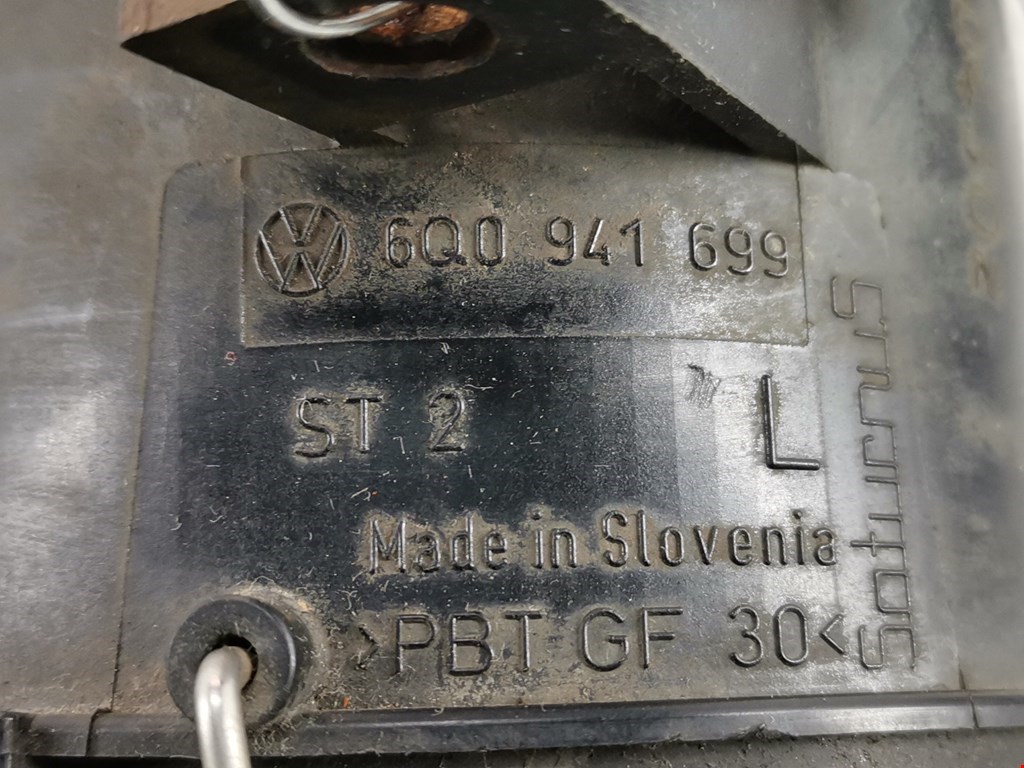 6Q0 941 699
ST 2 L
Made in Slovenia
>PBT GF 30<
saturnus